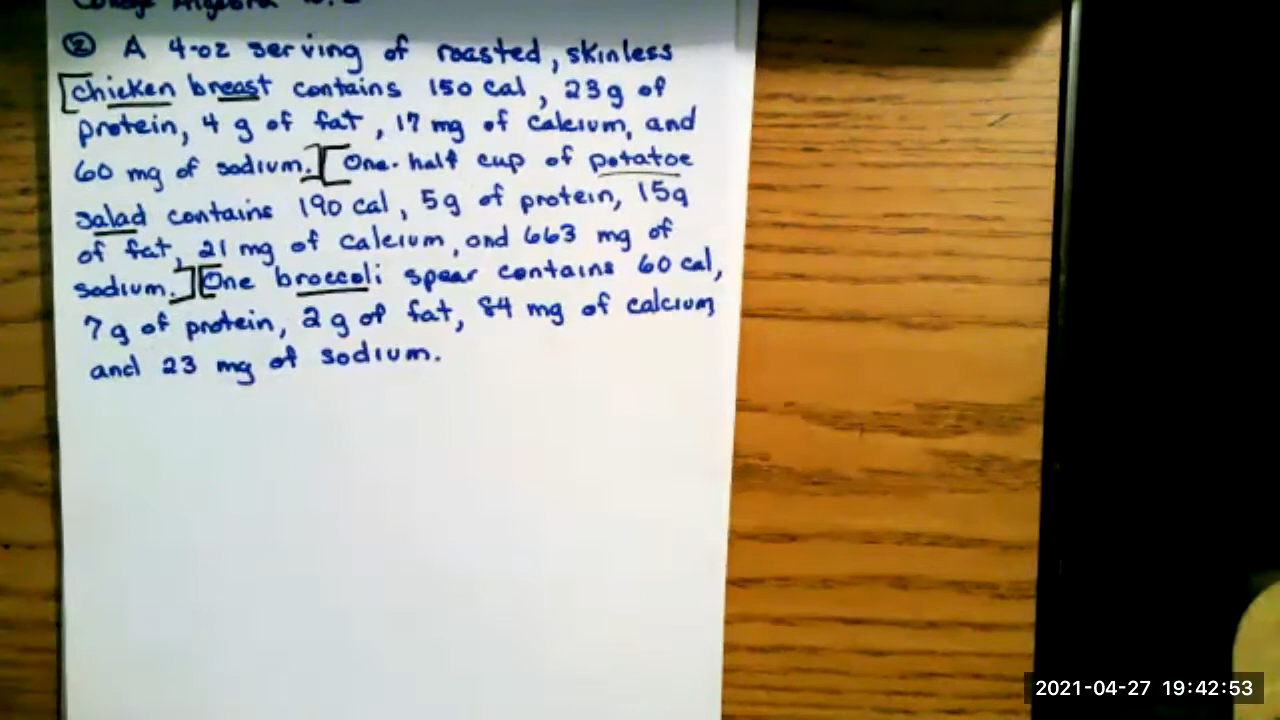 College Algebra
② A 4-oz serving of roasted, skinless
chicken breast contains 150 cal, 23 g of
protein, 4 g of fat, 17 mg of calcium, and
60 mg of sodium. One-half cup of potatoe
salad contains 190 cal, 5g of protein, 15g
of fat, 21 mg of calcium, and 663 mg of
sodium. One broccoli spear contains 60 cal,
7g of protein, 2g of fat, 84 mg of calcium,
and 23 mg of sodium.
2021-04-27 19:42:53